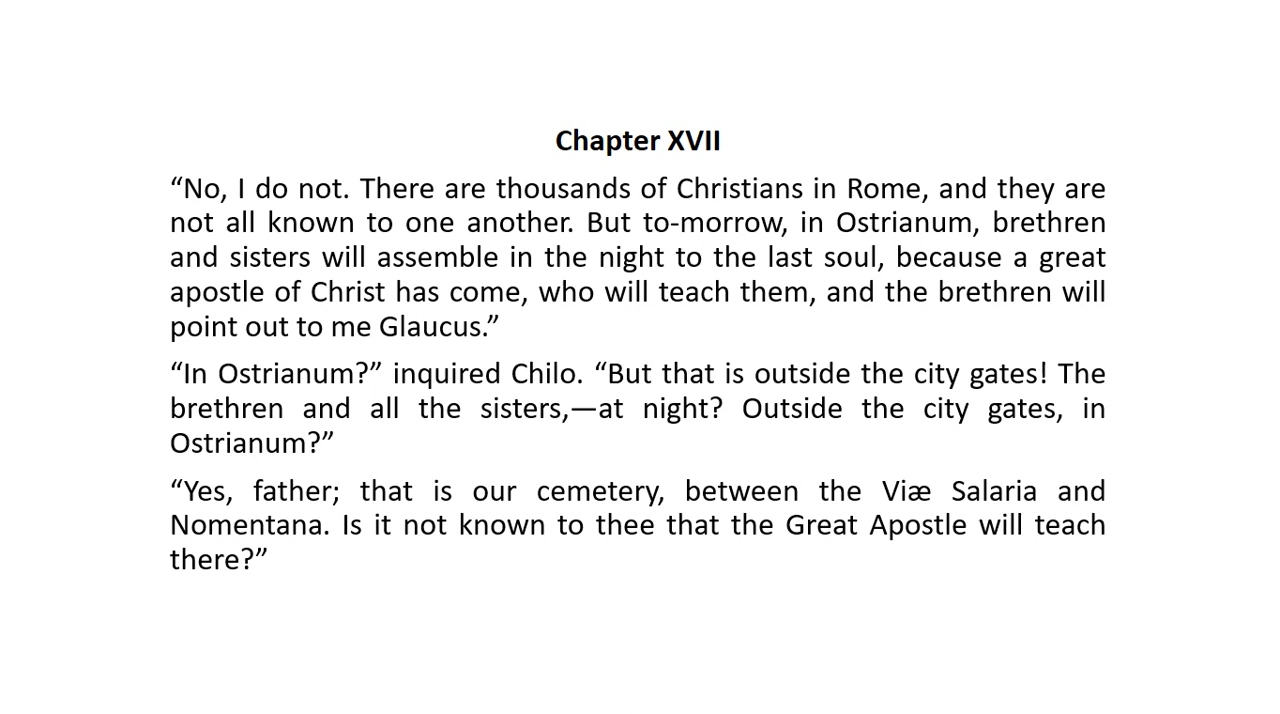 Chapter XVII
“No, I do not. There are thousands of Christians in Rome, and they are
not all known to one another. But to-morrow, in Ostrianum, brethren
and sisters will assemble in the night to the last soul, because a great
apostle of Christ has come, who will teach them, and the brethren will
point out to me Glaucus.”
“In Ostrianum?” inquired Chilo. “But that is outside the city gates! The
brethren and all the sisters,—at night? Outside the city gates, in
Ostrianum?”
“Yes, father; that is our cemetery, between the Viæ Salaria and
Nomentana. Is it not known to thee that the Great Apostle will teach
there?”